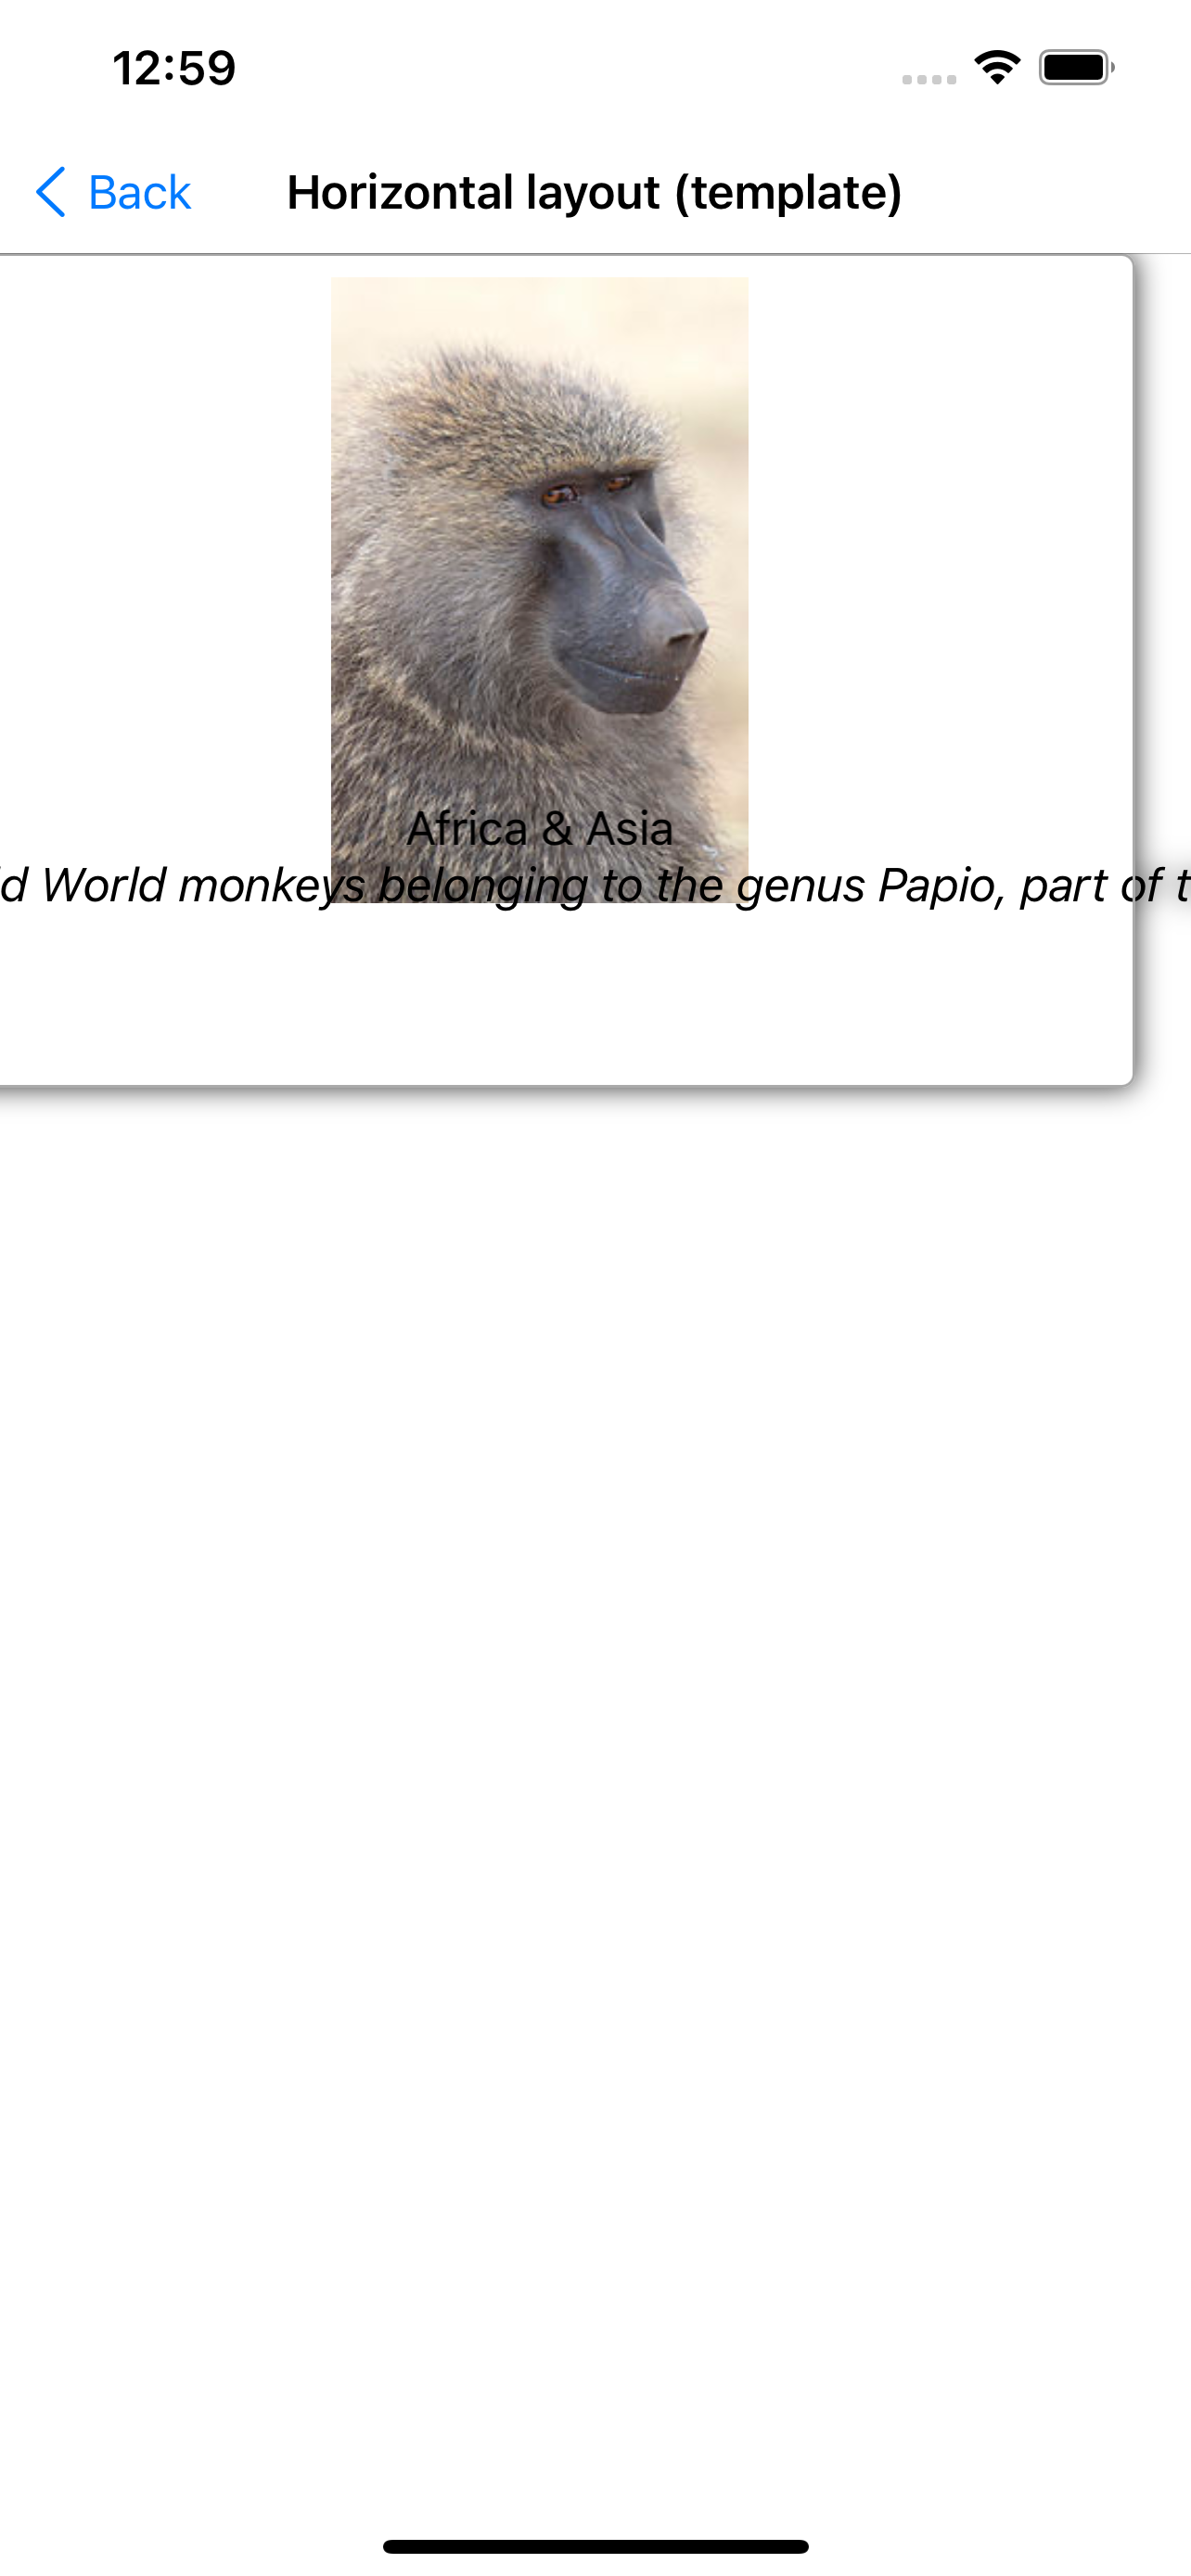 12:59
Back
Horizontal layout (template)
Africa & Asia
d World monkeys belonging to the genus Papio, part of t